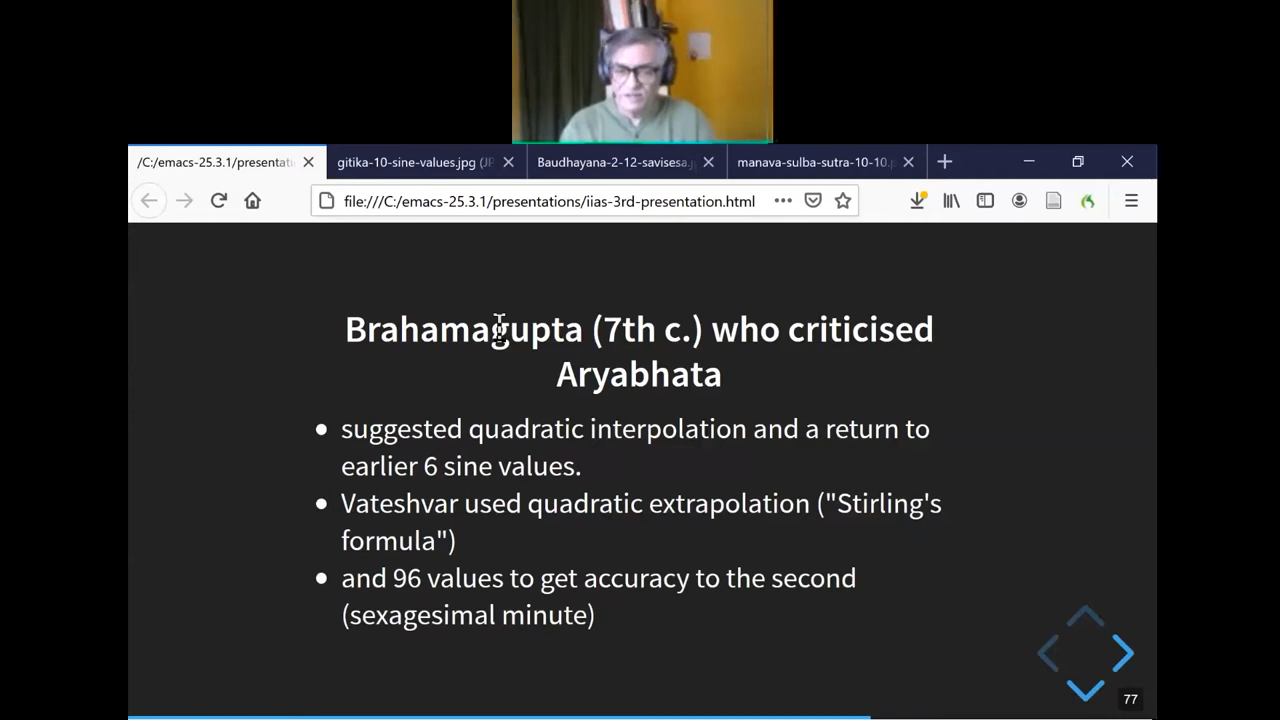 /C:/emacs-25.3.1/presentati
gitika-10-sine-values.jpg (JP
Baudhayana-2-12-savisesa.j
manava-sulba-sutra-10-10.p
file:///C:/emacs-25.3.1/presentations/iias-3rd-presentation.html
Brahamagupta (7th c.) who criticised
Aryabhata
• suggested quadratic interpolation and a return to
earlier 6 sine values.
• Vateshvar used quadratic extrapolation ("Stirling's
formula")
• and 96 values to get accuracy to the second
(sexagesimal minute)
77